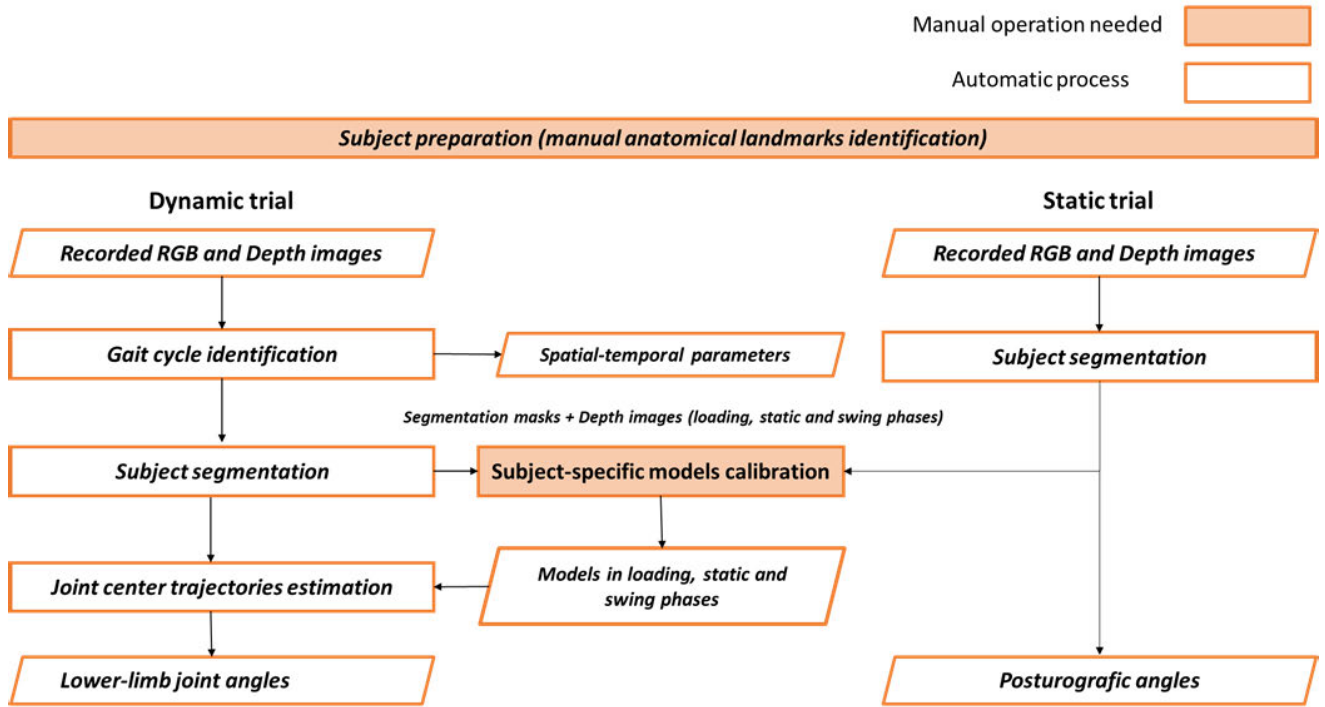 Manual operation needed
Automatic process
Subject preparation (manual anatomical landmarks identification)
Dynamic trial
Static trial
Recorded RGB and Depth images
Recorded RGB and Depth images
Gait cycle identification
Spatial-temporal parameters
Subject segmentation
Segmentation masks + Depth images (loading, static and swing phases)
Subject segmentation
Subject-specific models calibration
Joint center trajectories estimation
Models in loading, static and
swing phases
Lower-limb joint angles
Posturografic angles